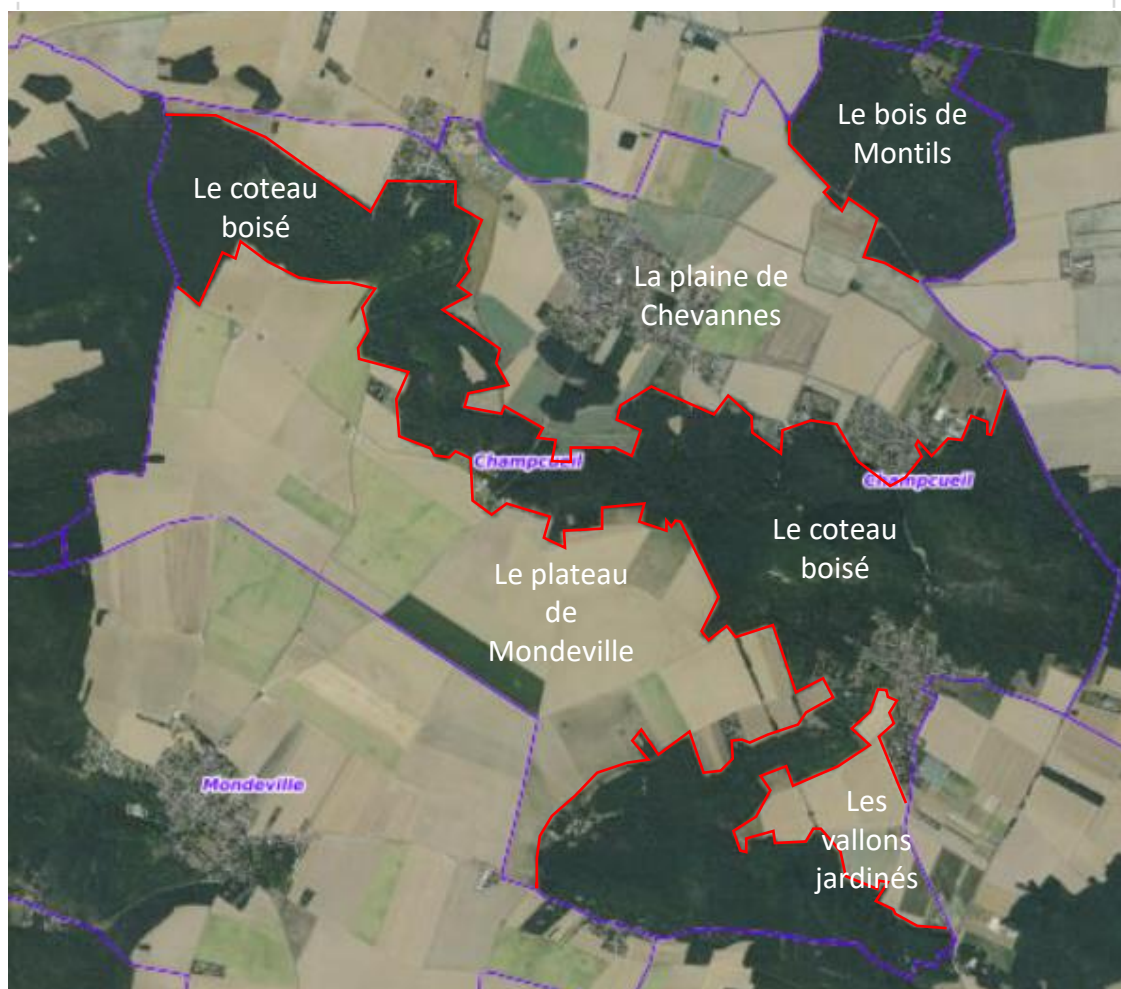 Le bois de
Montils
Le coteau
boisé
La plaine de
Chevannes
Champcueil
Champcueil
Le coteau
boisé
Le plateau
de
Mondeville
Mondeville
Les
vallons
jardinés